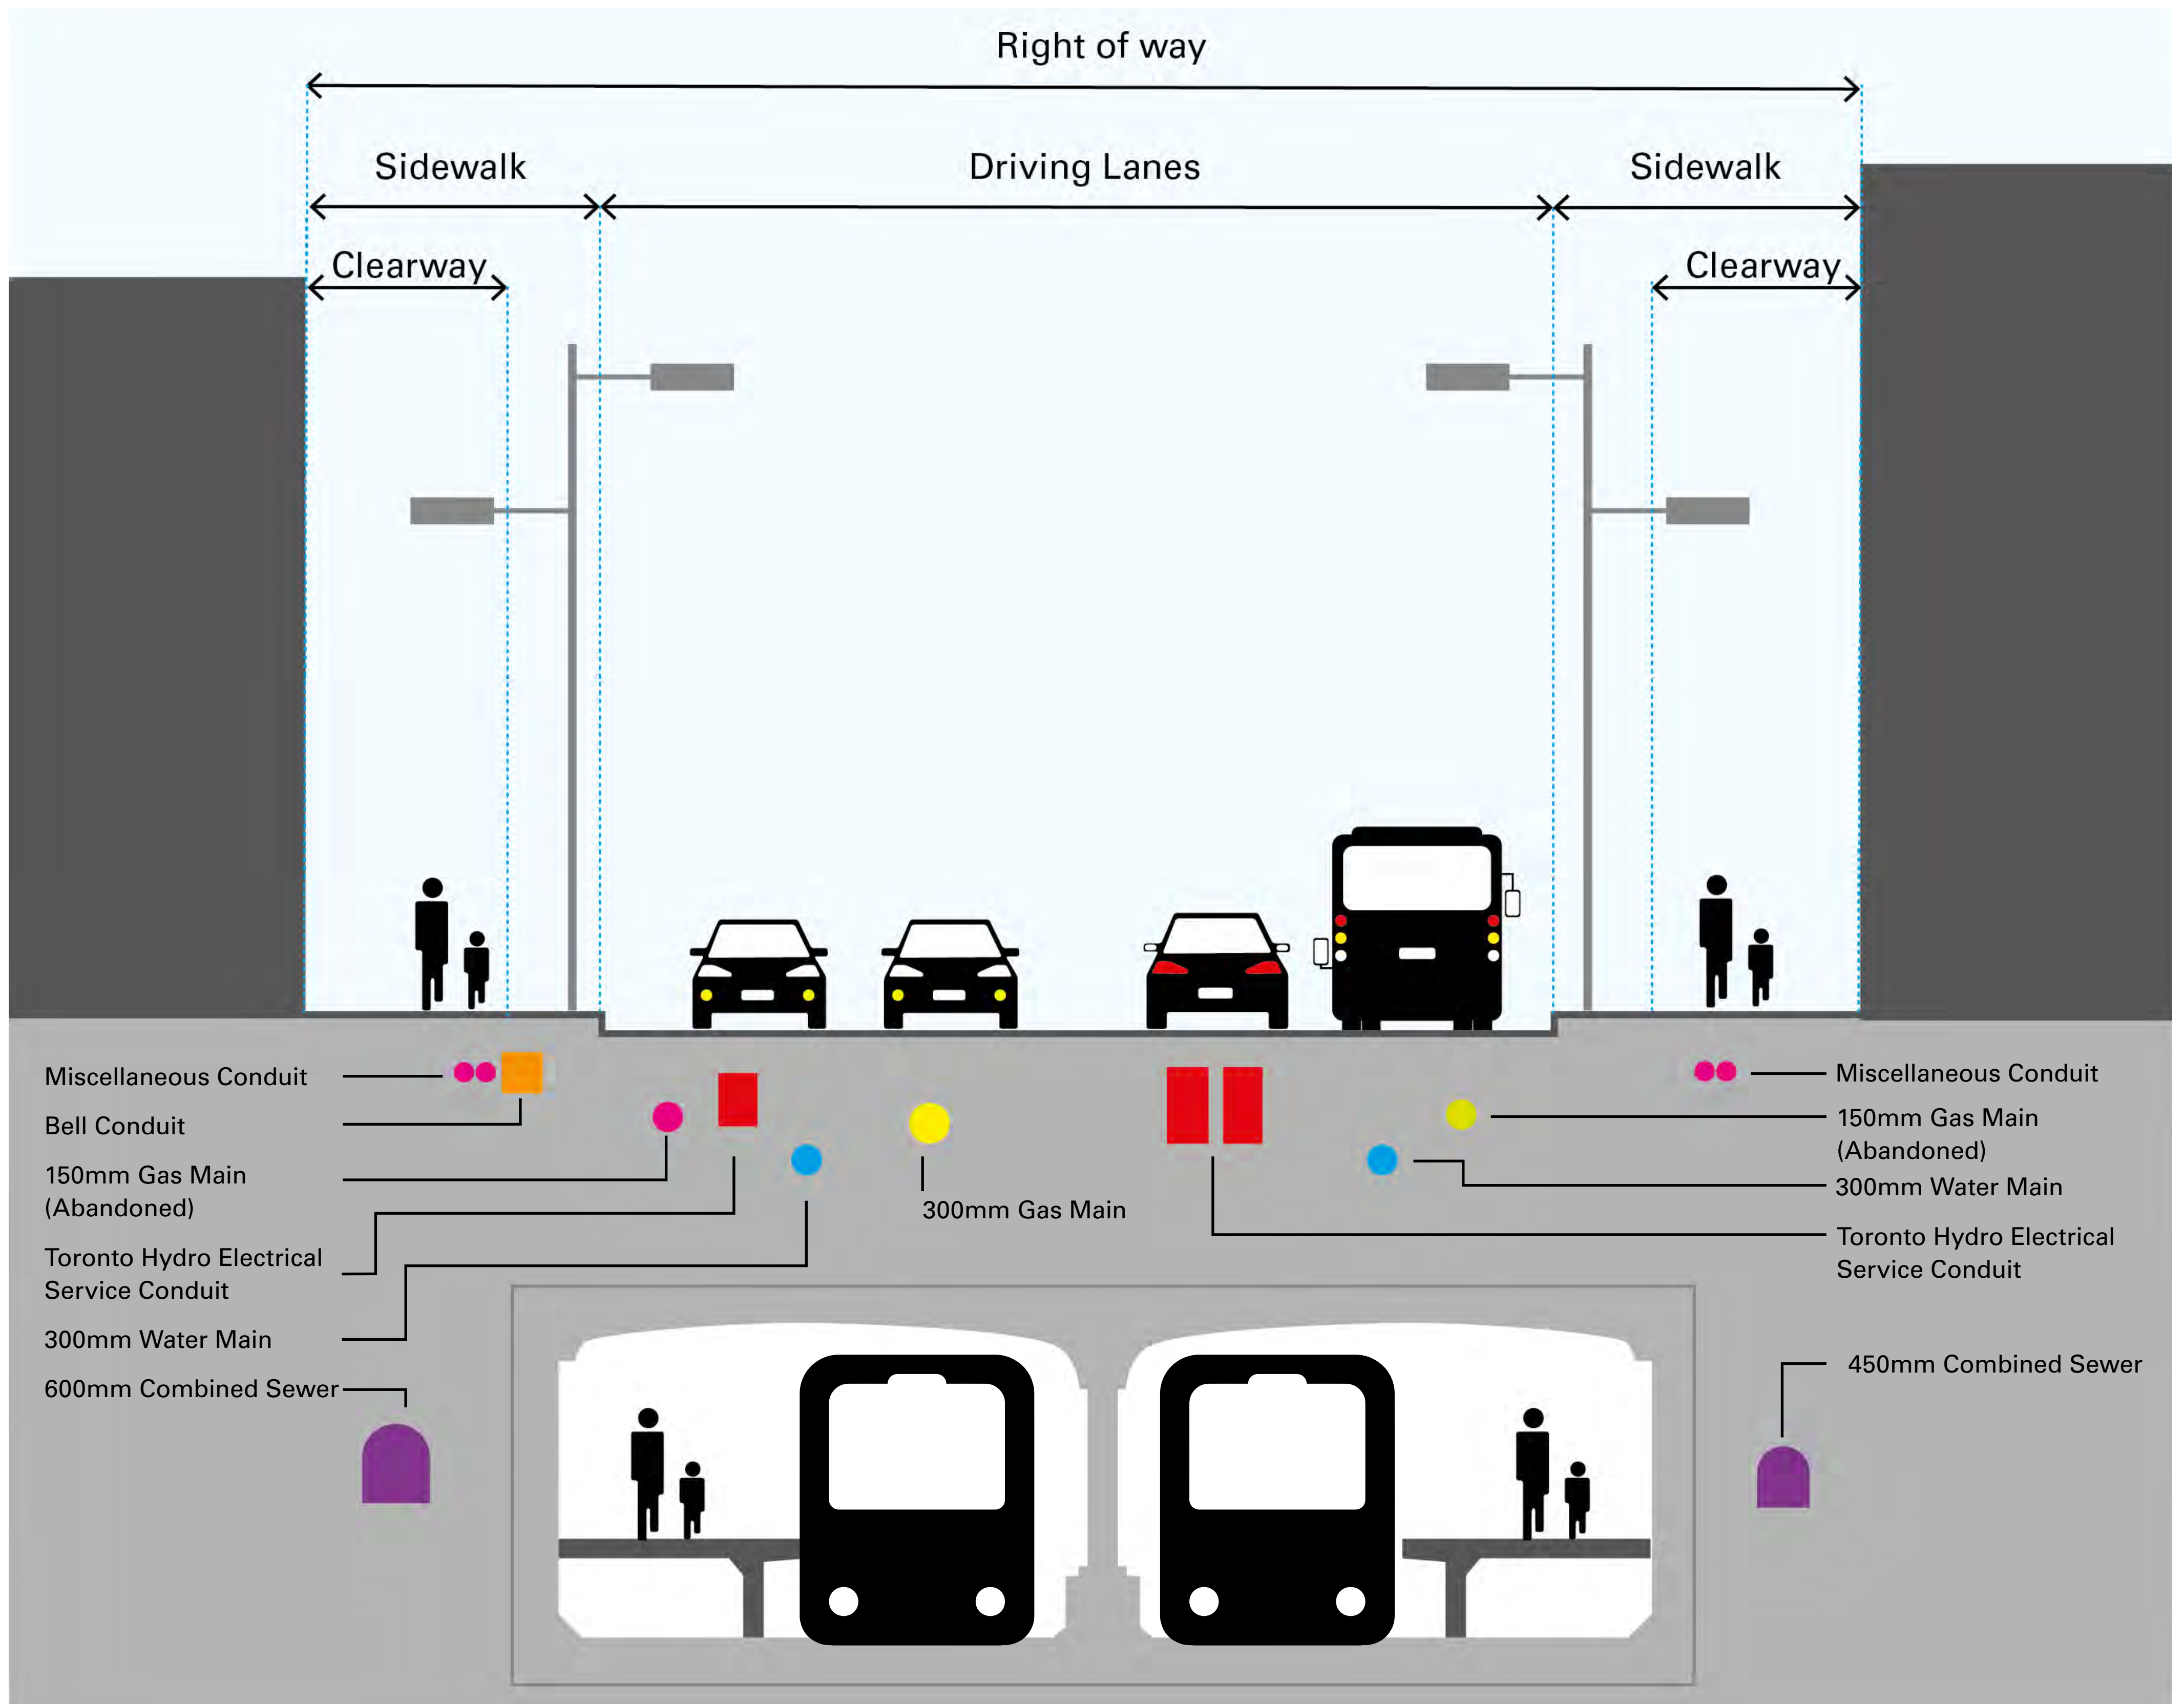 Right of way
Sidewalk
Driving Lanes
Sidewalk
Clearway
Clearway
Miscellaneous Conduit
Bell Conduit
150mm Gas Main
(Abandoned)
Toronto Hydro Electrical
Service Conduit
300mm Water Main
600mm Combined Sewer
300mm Gas Main
Miscellaneous Conduit
150mm Gas Main
(Abandoned)
300mm Water Main
Toronto Hydro Electrical
Service Conduit
450mm Combined Sewer